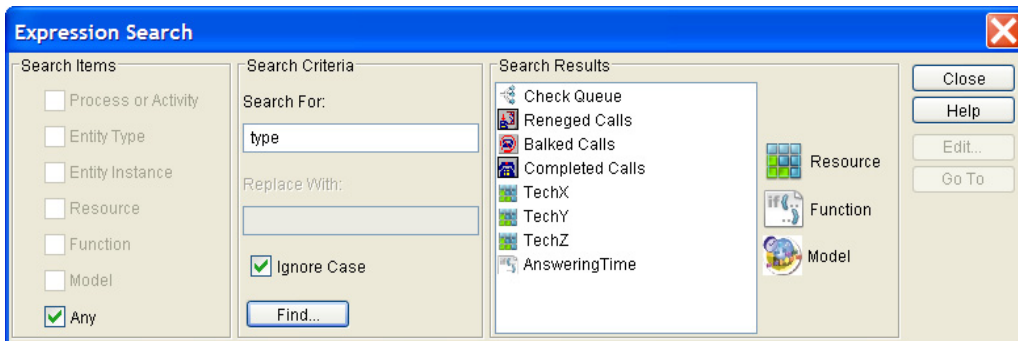 Expression Search
Search Items
Process or Activity
Entity Type
Entity Instance
Resource
Function
Model
Any
Search Criteria
Search For:
type
Replace With:
Ignore Case
Find...
Search Results
Check Queue
Reneged Calls
Balked Calls
Completed Calls
TechX
TechY
TechZ
AnsweringTime
Resource
if
Function
Model
Close
Help
Edit...
Go To